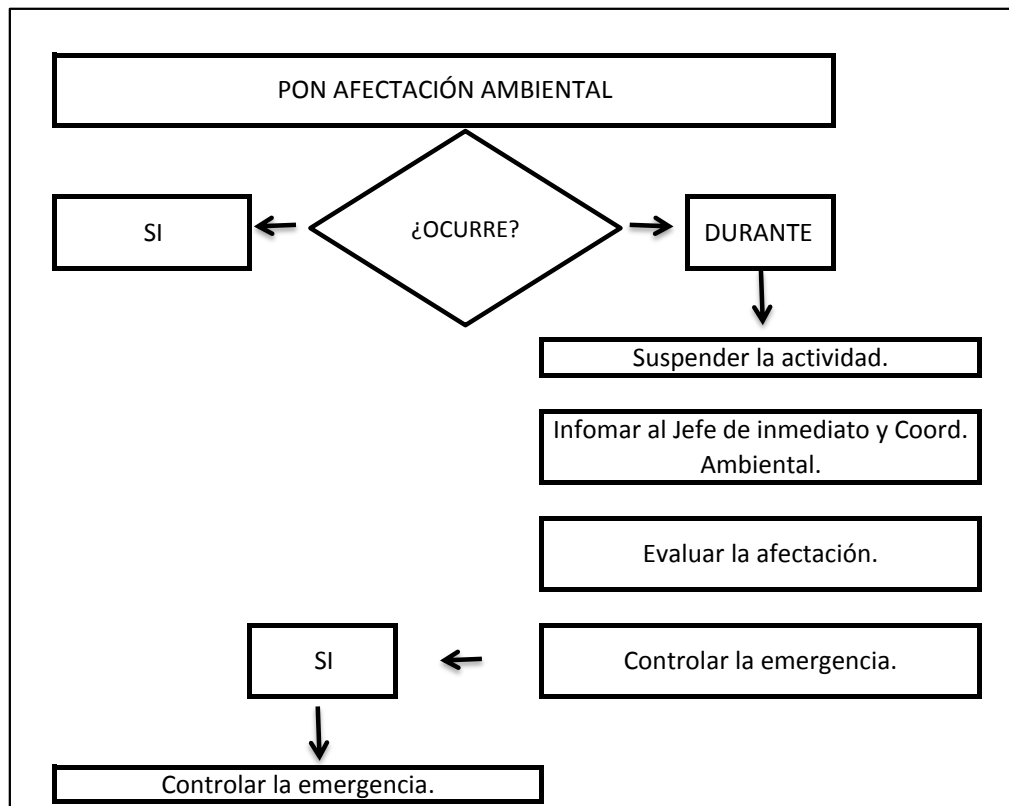 PON AFECTACIÓN AMBIENTAL
SI
¿OCURRE?
DURANTE
Suspender la actividad.
Infomar al Jefe de inmediato y Coord.
Ambiental.
Evaluar la afectación.
SI
Controlar la emergencia.
Controlar la emergencia.